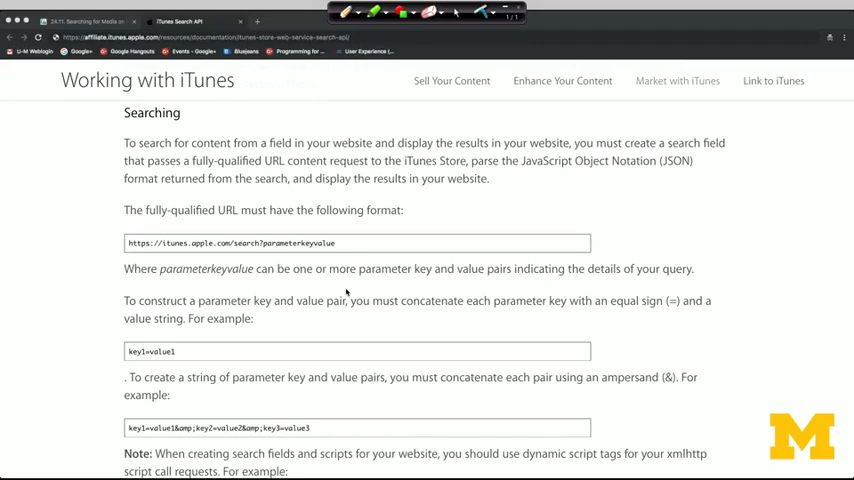 24.11. Searching for Media an
iTunes Search API
1/1
https://affiliate.itunes.apple.com/resources/documentation/itunes-store-web-service-search-api/
U-M Weblogin
Google+
Google Hangouts
Events - Google+
Bluejeans
Programming for ...
User Experience (...
Working with iTunes
Sell Your Content
Enhance Your Content
Market with iTunes
Link to iTunes
Searching
To search for content from a field in your website and display the results in your website, you must create a search field
that passes a fully-qualified URL content request to the iTunes Store, parse the JavaScript Object Notation (JSON)
format returned from the search, and display the results in your website.
The fully-qualified URL must have the following format:
https://itunes.apple.com/search?parameterkeyvalue
Where parameterkeyvalue can be one or more parameter key and value pairs indicating the details of your query.
To construct a parameter key and value pair, you must concatenate each parameter key with an equal sign (=) and a
value string. For example:
key1=value1
. To create a string of parameter key and value pairs, you must concatenate each pair using an ampersand (&). For
example:
key1=value1&amp;key2=value2&amp;key3=value3
Note: When creating search fields and scripts for your website, you should use dynamic script tags for your xmlhttp
script call requests. For example:
M